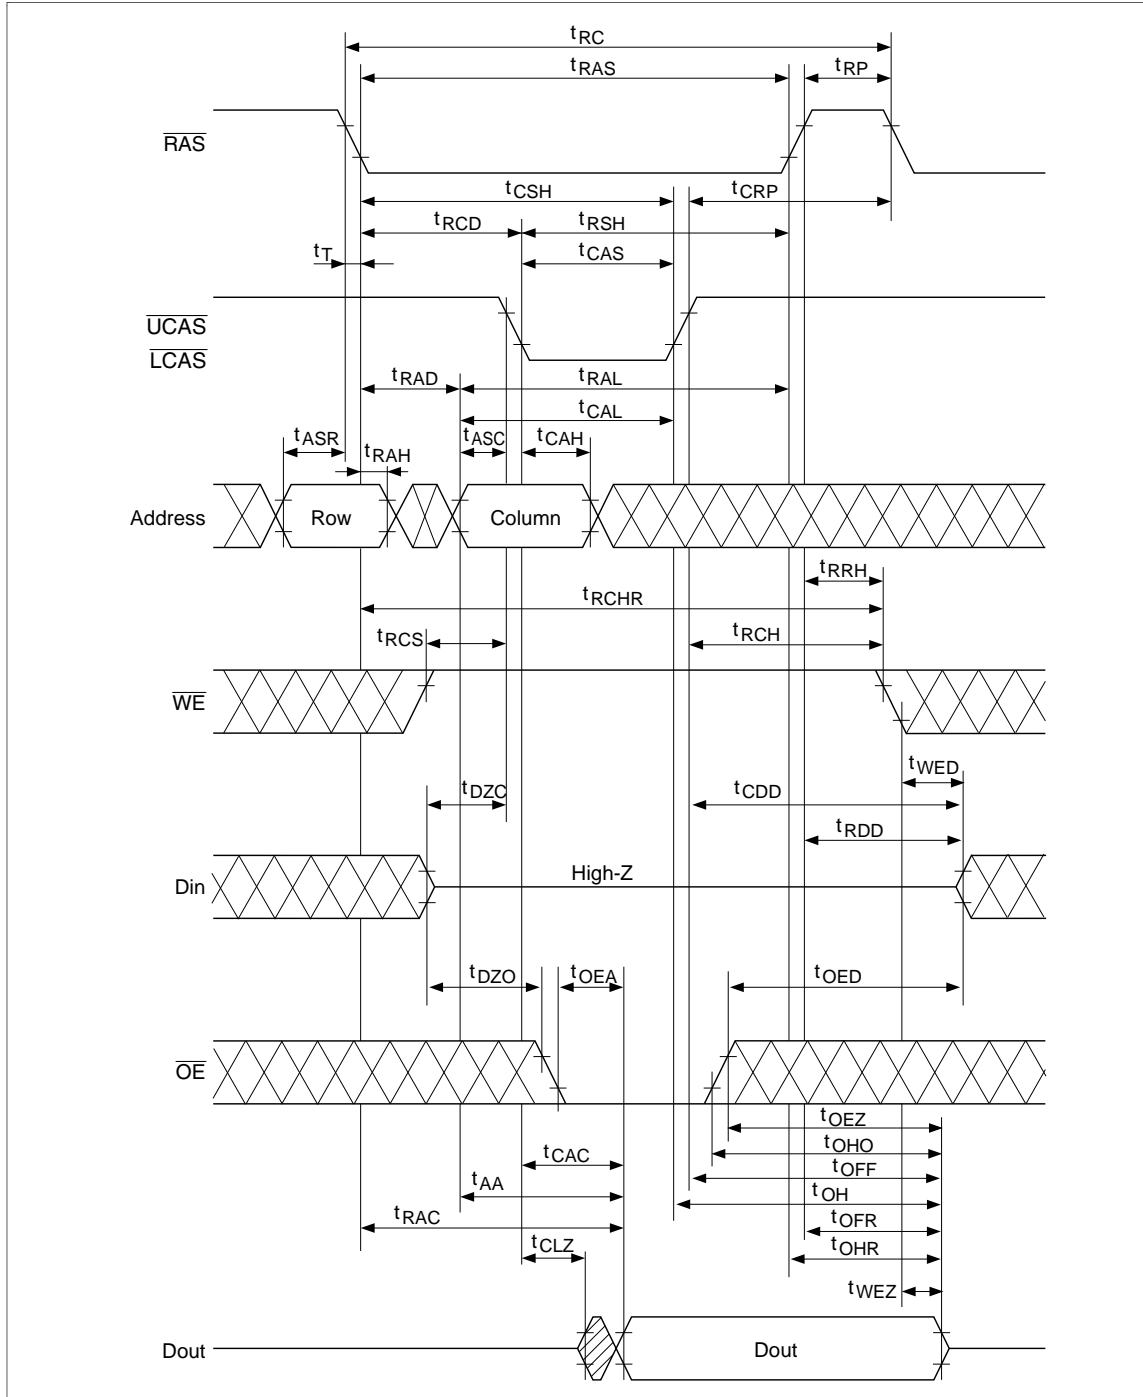 tRC
tRAS
tRP
RAS
tCSH
tCRP
tRCD
tRSH
tT
tCAS
UCAS
LCAS
tRAD
tRAL
tCAL
tASR
tRAH
tASC
tCAH
Address
Row
Column
tRRH
tRCHR
tRCS
tRCH
WE
tWED
tDZC
tCDD
tRDD
Din
High-Z
tDZO
tOEA
tOED
OE
tOEZ
tOHO
tCAC
tOFF
tAA
tOH
tRAC
tOFR
tCLZ
tOHR
tWEZ
Dout
Dout